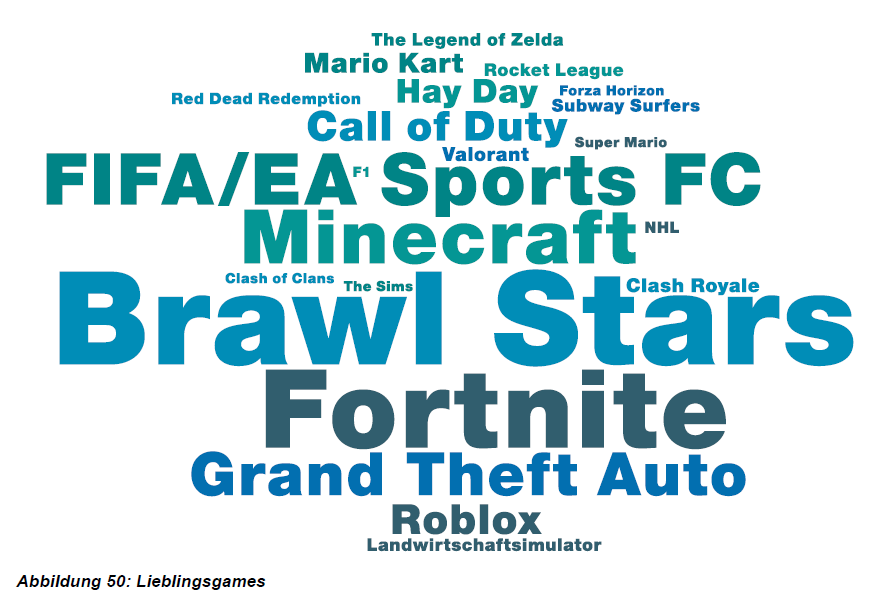 The Legend of Zelda
Mario Kart
Rocket League
Red Dead Redemption
Hay Day
Forza Horizon
Subway Surfers
Call of Duty
Super Mario
Valorant
FIFA/EA Sports FC
F1
Minecraft
NHL
Clash of Clans
The Sims
Clash Royale
Brawl Stars
Fortnite
Grand Theft Auto
Roblox
Landwirtschaftsimulator
Abbildung 50: Lieblingsgames